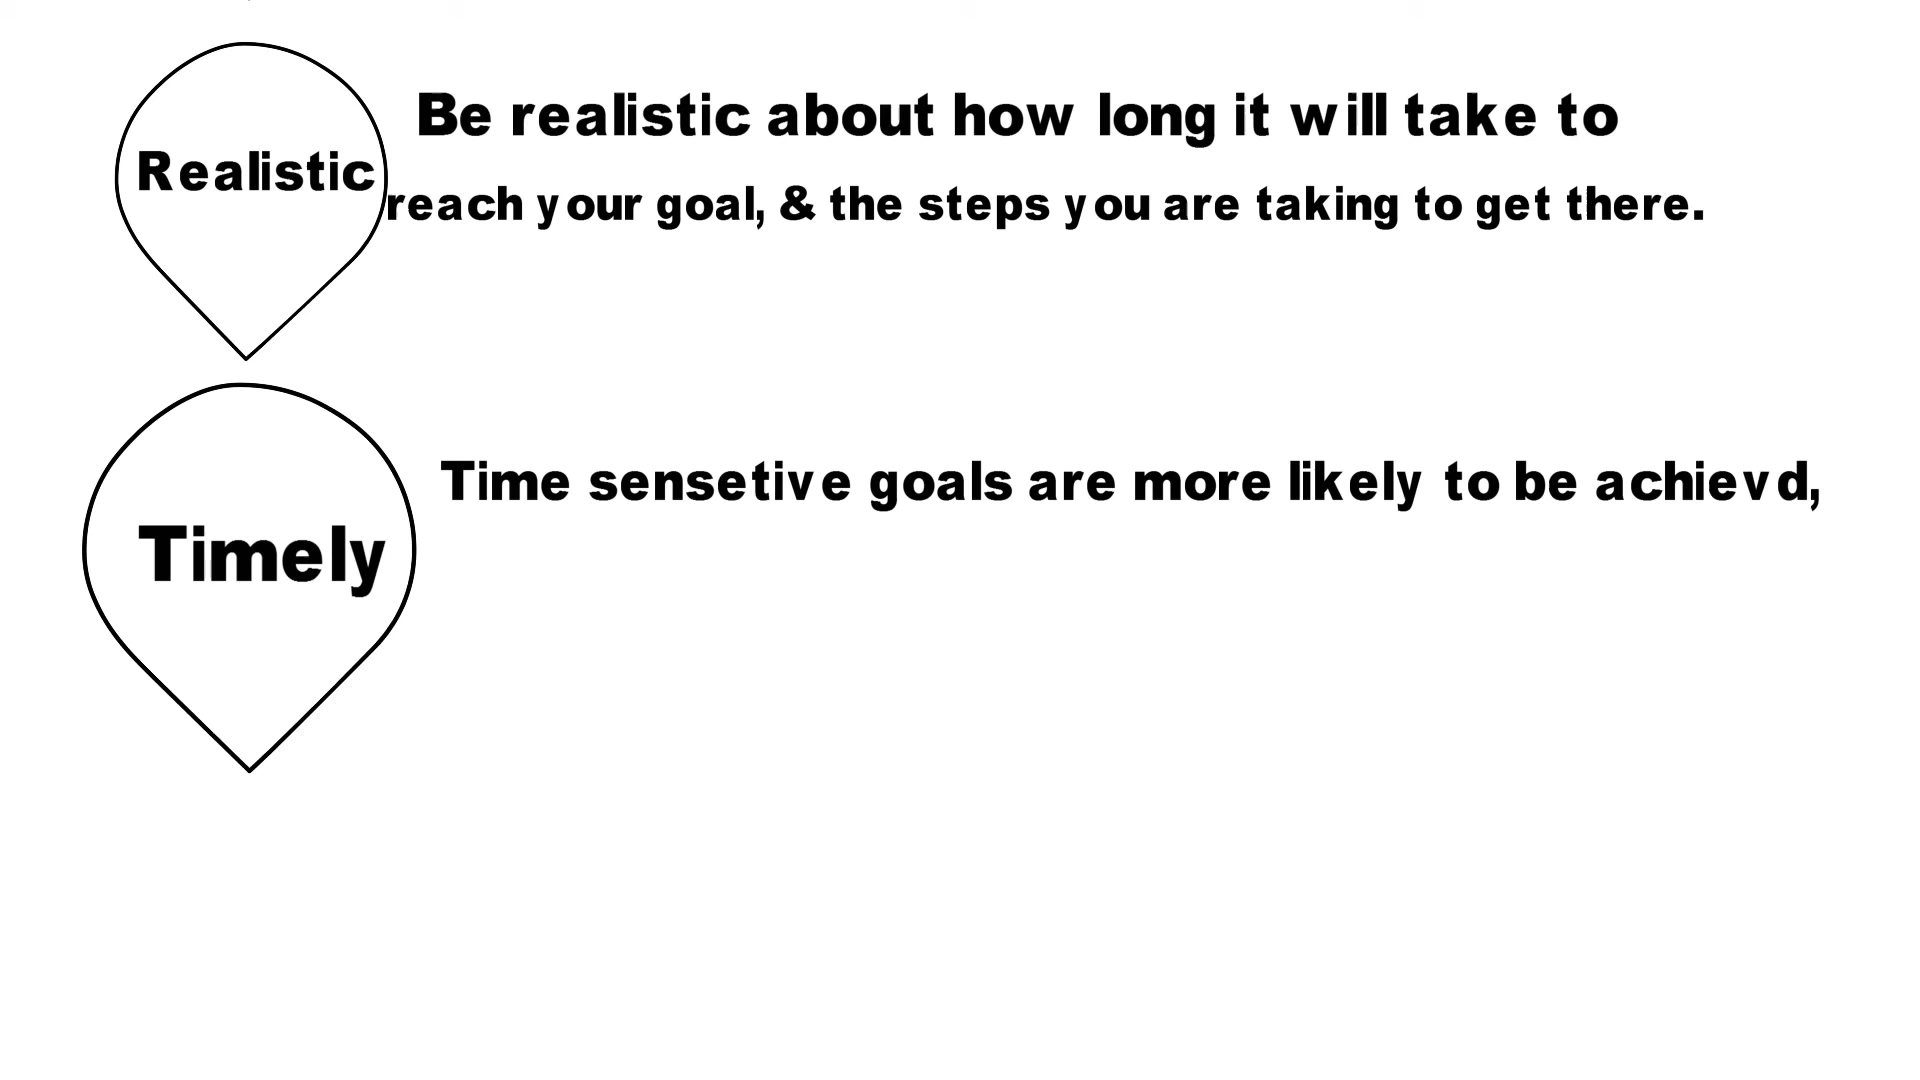 Be realistic about how long it will take to
Realistic
reach your goal, & the steps you are taking to get there.
Time sensetive goals are more likely to be achievd,
Timely